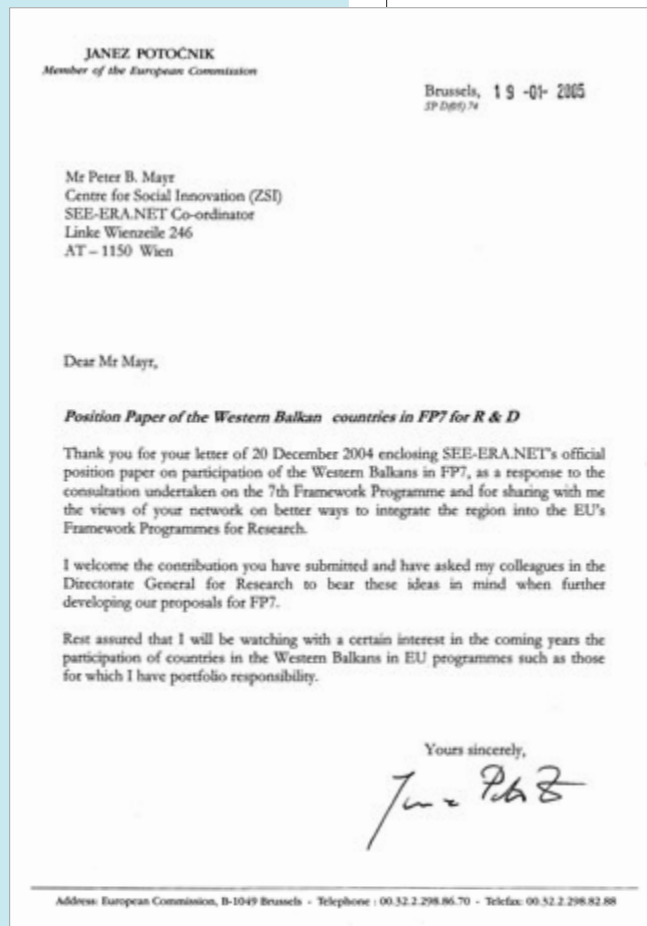 JANEZ POTOČNIK
Member of the European Commission
Brussels, 19 -01- 2005
SP D(05) 74
Mr Peter B. Mayr
Centre for Social Innovation (ZSI)
SEE-ERA.NET Co-ordinator
Linke Wienzeile 246
AT – 1150 Wien
Dear Mr Mayr,
Position Paper of the Western Balkan countries in FP7 for R & D
Thank you for your letter of 20 December 2004 enclosing SEE-ERA.NET's official
position paper on participation of the Western Balkans in FP7, as a response to the
consultation undertaken on the 7th Framework Programme and for sharing with me
the views of your network on better ways to integrate the region into the EU's
Framework Programmes for Research.
I welcome the contribution you have submitted and have asked my colleagues in the
Directorate General for Research to bear these ideas in mind when further
developing our proposals for FP7.
Rest assured that I will be watching with a certain interest in the coming years the
participation of countries in the Western Balkans in EU programmes such as those
for which I have portfolio responsibility.
Yours sincerely,
Address: European Commission, B-1049 Brussels - Telephone : 00.32.2.298.86.70 - Telefax: 00.32.2.298.82.88